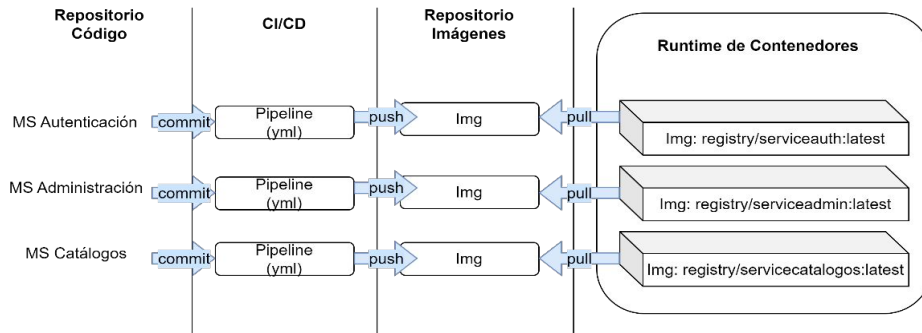 Repositorio
Código
CI/CD
Repositorio
Imágenes
Runtime de Contenedores
MS Autenticación
commit
Pipeline
(yml)
push
Img
pull
Img: registry/serviceauth:latest
MS Administración
commit
Pipeline
(yml)
push
Img
pull
Img: registry/serviceadmin:latest
MS Catálogos
commit
Pipeline
(yml)
push
Img
pull
Img: registry/servicecatalogos:latest